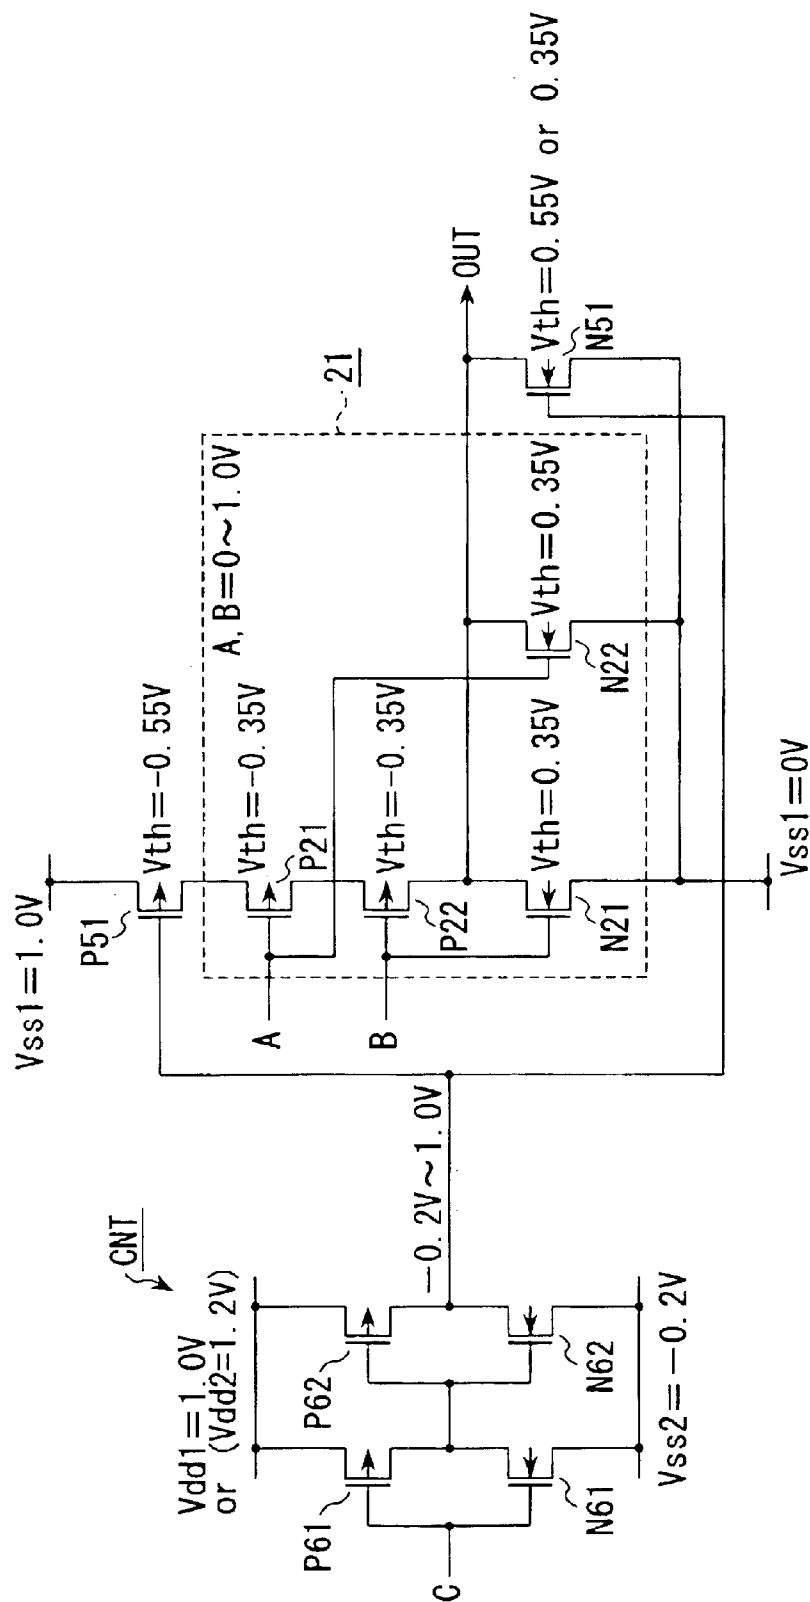 CNT
Vdd1=1.0V
or (Vdd2=1.2V)
P61
P62
C
N61
N62
Vss2=-0.2V
-0.2V~1.0V
Vss1=1.0V
P51
Vth=-0.55V
A, B=0~1.0V
21
A
Vth=-0.35V
P21
B
Vth=-0.35V
P22
Vth=0.35V
N21
Vth=0.35V
N22
OUT
Vth=0.55V or 0.35V
N51
Vss1=0V